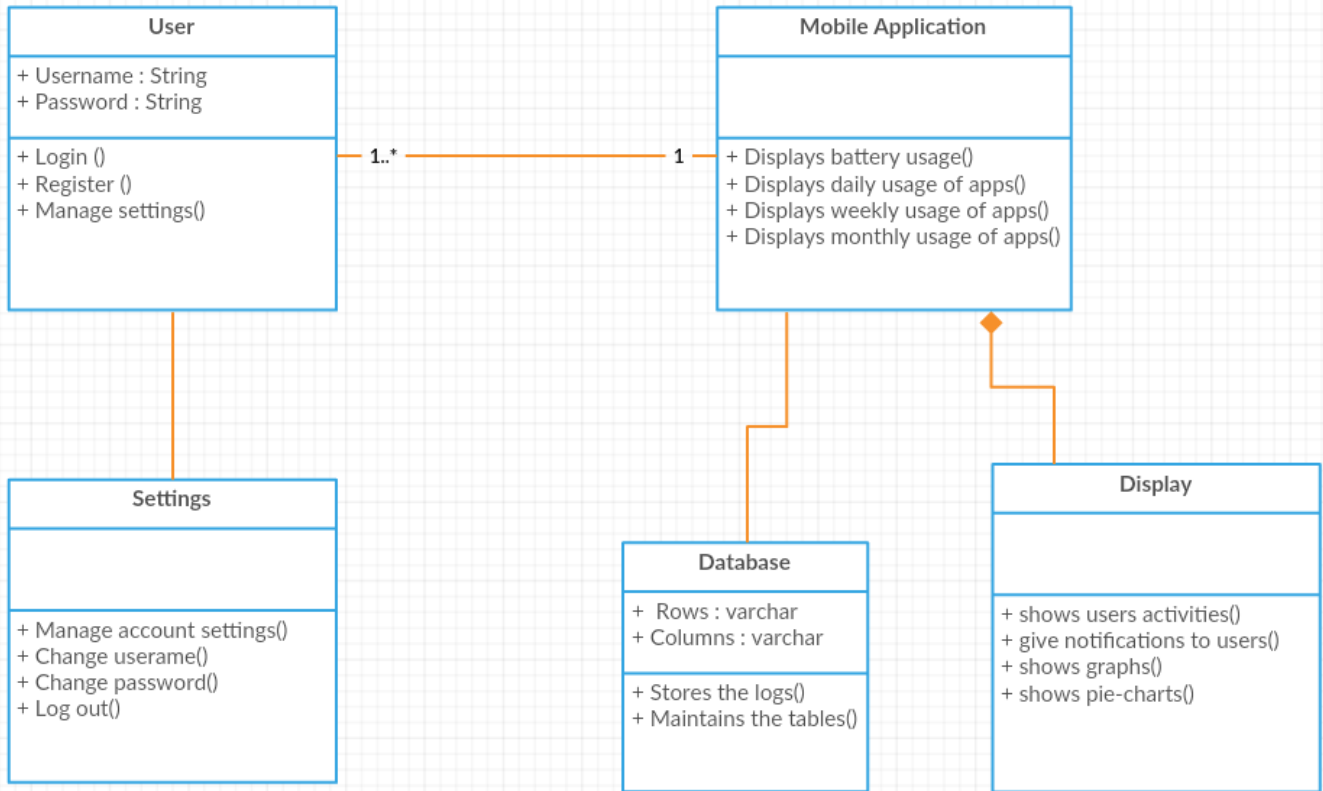 User
+ Username : String
+ Password : String
+ Login ()
+ Register ()
+ Manage settings()
1..*
1
Mobile Application
+ Displays battery usage()
+ Displays daily usage of apps()
+ Displays weekly usage of apps()
+ Displays monthly usage of apps()
Settings
+ Manage account settings()
+ Change userame()
+ Change password()
+ Log out()
Database
+ Rows : varchar
+ Columns : varchar
+ Stores the logs()
+ Maintains the tables()
Display
+ shows users activities()
+ give notifications to users()
+ shows graphs()
+ shows pie-charts()